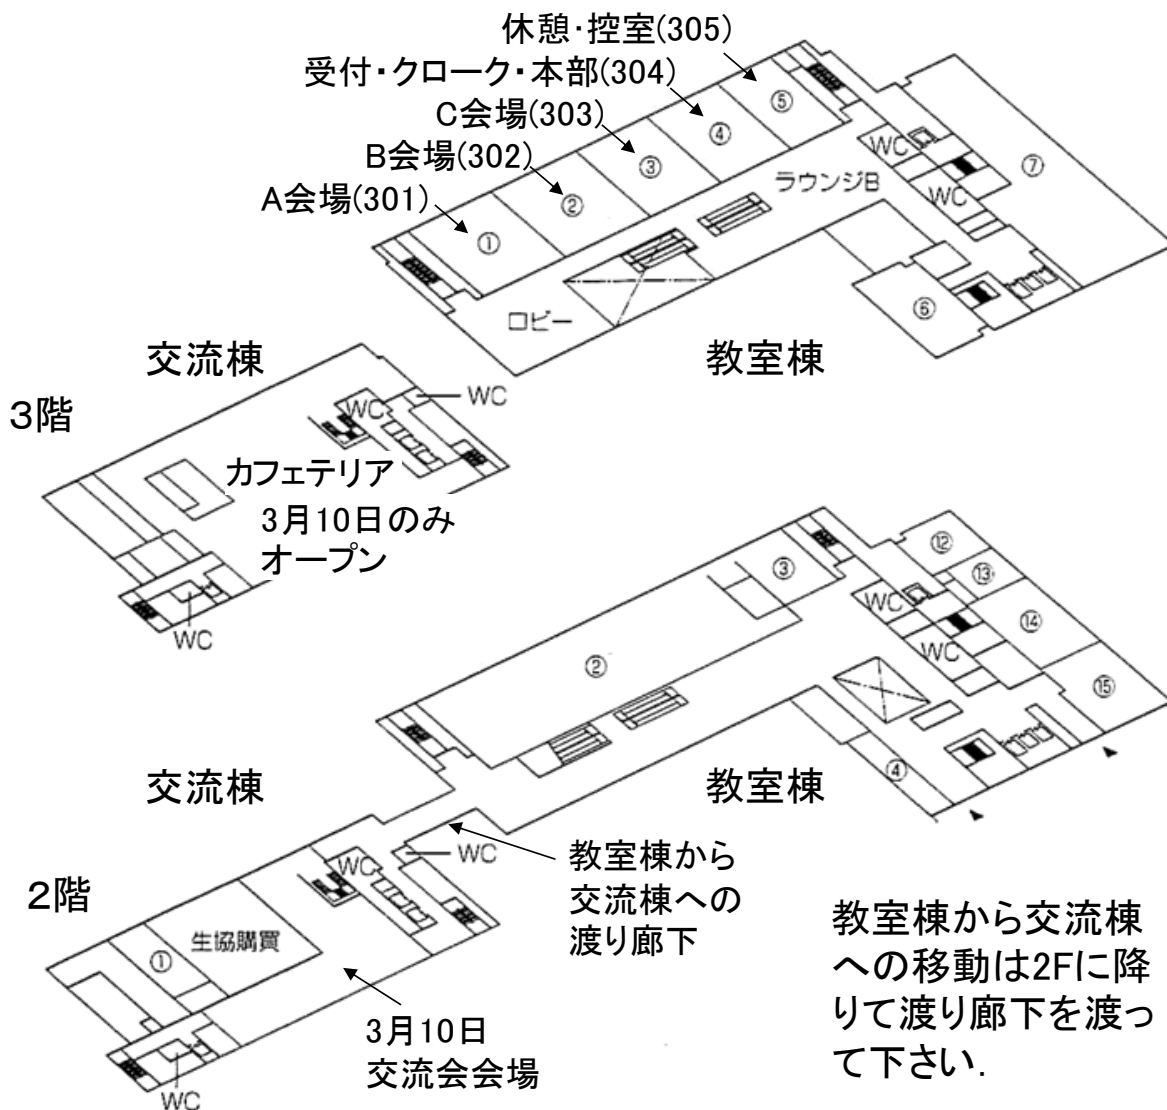 休憩・控室(305)
受付・クローク・本部(304)
C会場(303)
B会場(302)
A会場(301)
⑤
④
③
②
①
WC
WC
⑦
ラウンジB
⑥
ロビー
交流棟
教室棟
3階
WC
WC
カフェテリア
3月10日のみ
オープン
WC
③
②
⑫
⑬
⑭
⑮
WC
WC
④
交流棟
教室棟
2階
WC
WC
生協購買
①
教室棟から
交流棟への
渡り廊下
3月10日
交流会会場
WC
教室棟から交流棟
への移動は2Fに降
りて渡り廊下を渡っ
て下さい.